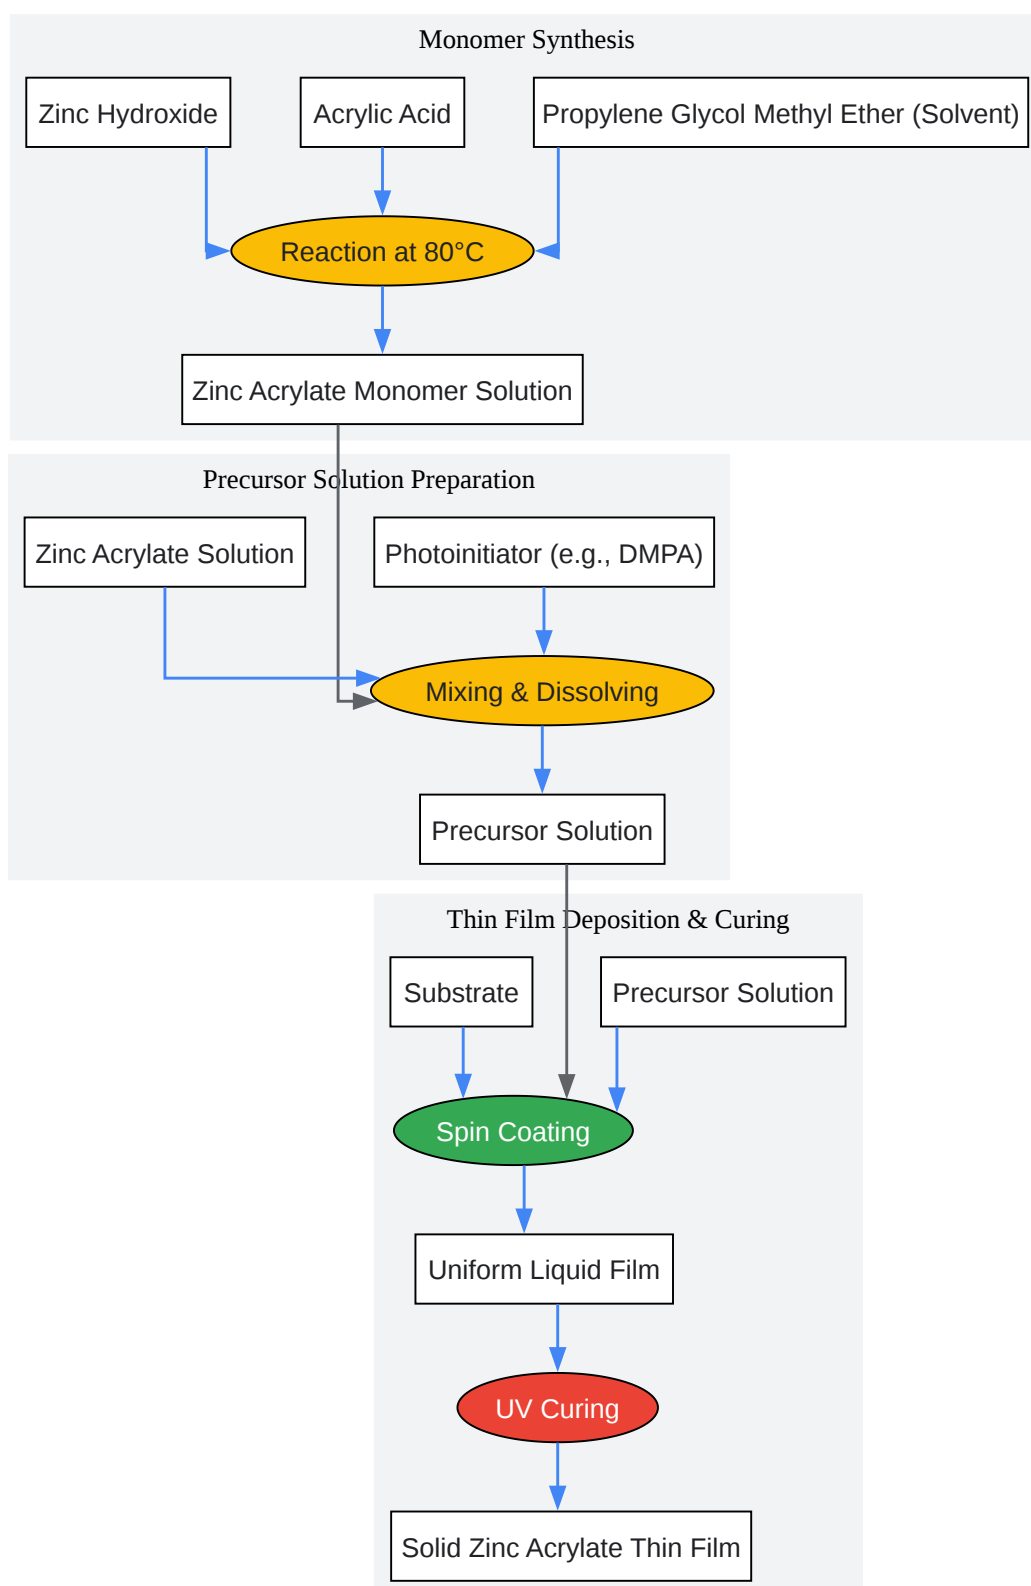 Monomer Synthesis
Zinc Hydroxide
Acrylic Acid
Propylene Glycol Methyl Ether (Solvent)
Reaction at 80°C
Zinc Acrylate Monomer Solution
Precursor Solution Preparation
Zinc Acrylate Solution
Photoinitiator (e.g., DMPA)
Mixing & Dissolving
Precursor Solution
Thin Film Deposition & Curing
Substrate
Precursor Solution
Spin Coating
Uniform Liquid Film
UV Curing
Solid Zinc Acrylate Thin Film